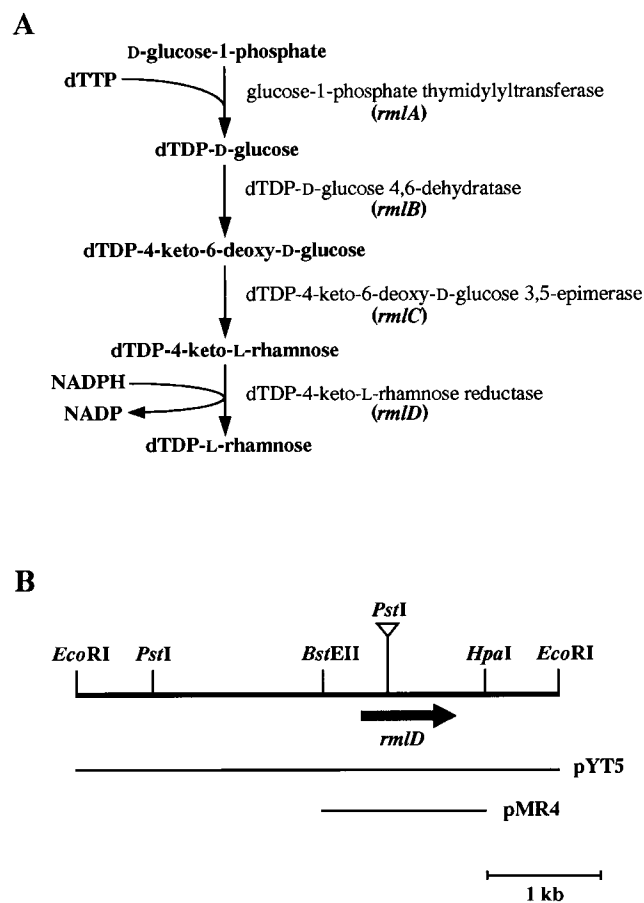 A
D-glucose-1-phosphate
dTTP
glucose-1-phosphate thymidylyltransferase
(rmlA)
dTDP-D-glucose
dTDP-D-glucose 4,6-dehydratase
(rmlB)
dTDP-4-keto-6-deoxy-D-glucose
dTDP-4-keto-6-deoxy-D-glucose 3,5-epimerase
(rmlC)
dTDP-4-keto-L-rhamnose
NADPH
dTDP-4-keto-L-rhamnose reductase
NADP
(rmlD)
dTDP-L-rhamnose
B
PstI
EcoRI PstI BstEII HpaI EcoRI
rmlD
pYT5
pMR4
1 kb